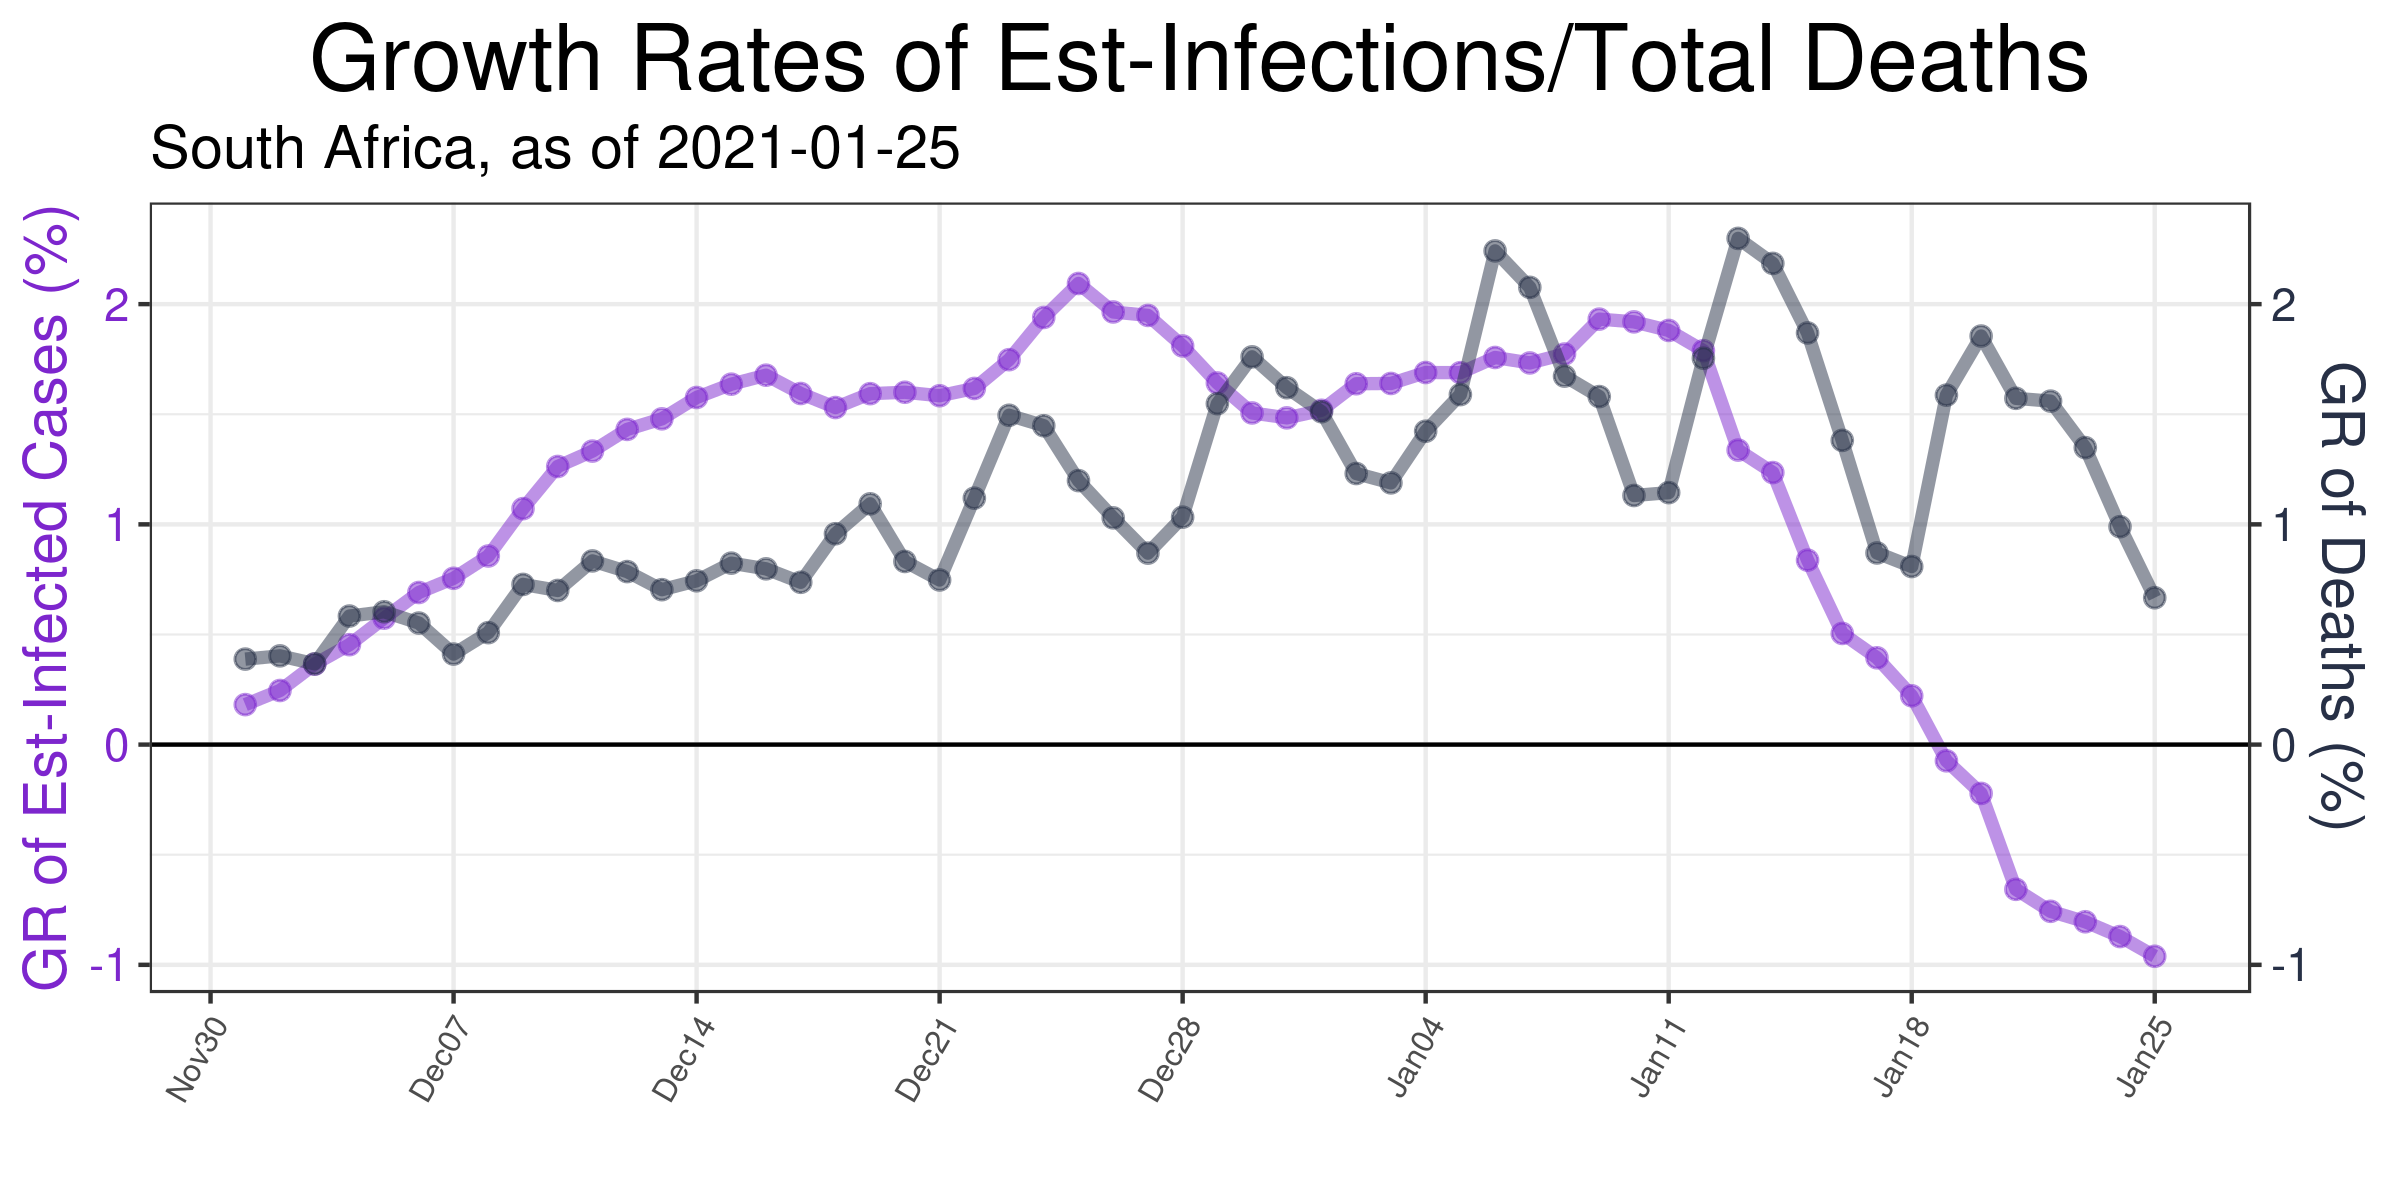 Growth Rates of Est-Infections/Total Deaths
South Africa, as of 2021-01-25
GR of Est-Infected Cases (%)
2
1
0
-1
2
1
0
-1
GR of Deaths (%)
Nov30
Dec07
Dec14
Dec21
Dec28
Jan04
Jan11
Jan18
Jan25